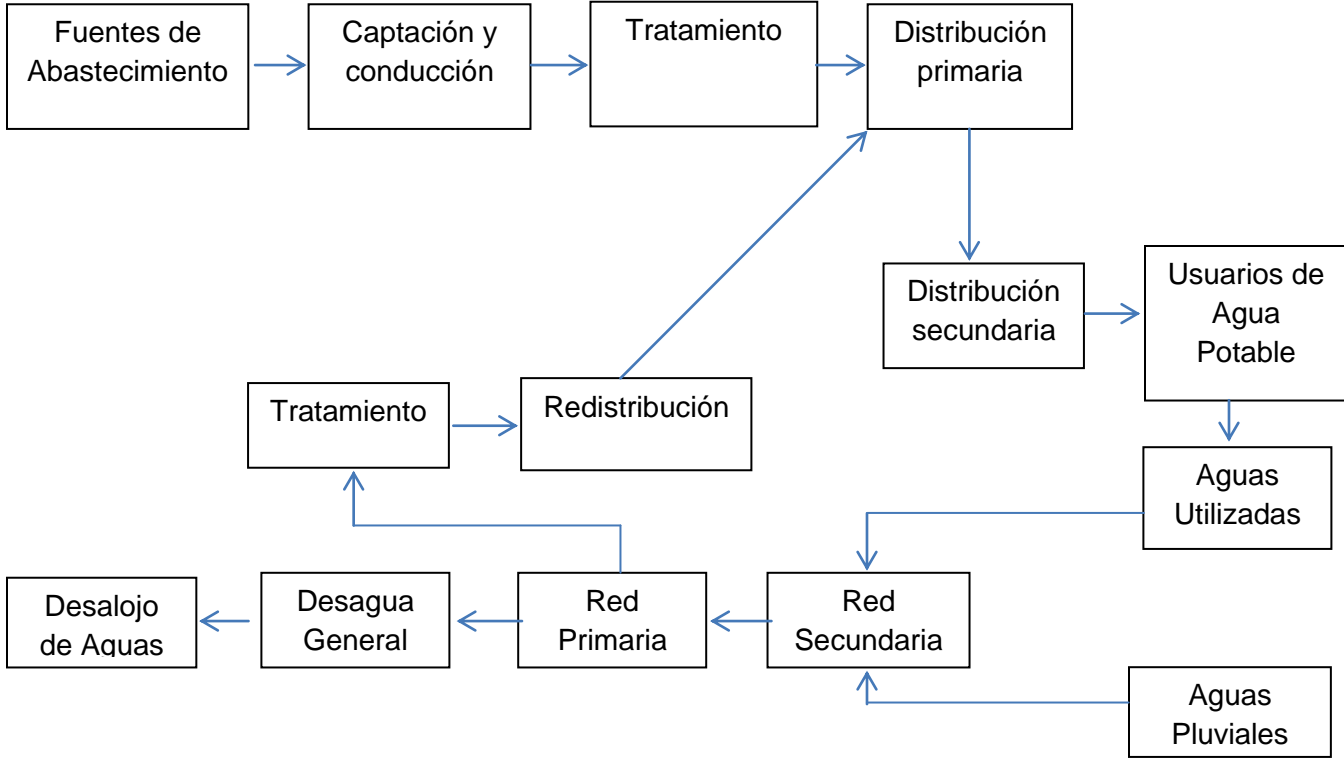 Fuentes de
Abastecimiento
Captación y
conducción
Tratamiento
Distribución
primaria
Distribución
secundaria
Usuarios de
Agua
Potable
Tratamiento
Redistribución
Aguas
Utilizadas
Desalojo
de Aguas
Desagua
General
Red
Primaria
Red
Secundaria
Aguas
Pluviales